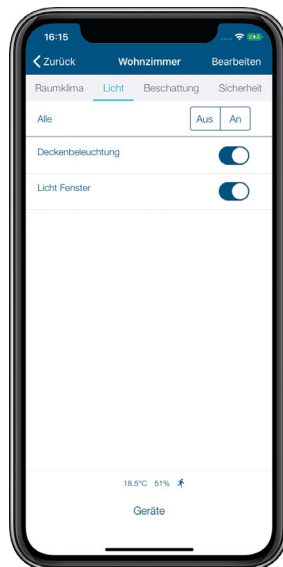 16:15
Zurück Wohnzimmer Bearbeiten
Raumklima Licht Beschattung Sicherheit
Alle Aus An
Deckenbeleuchtung
Licht Fenster
18.5°C 51%
Geräte